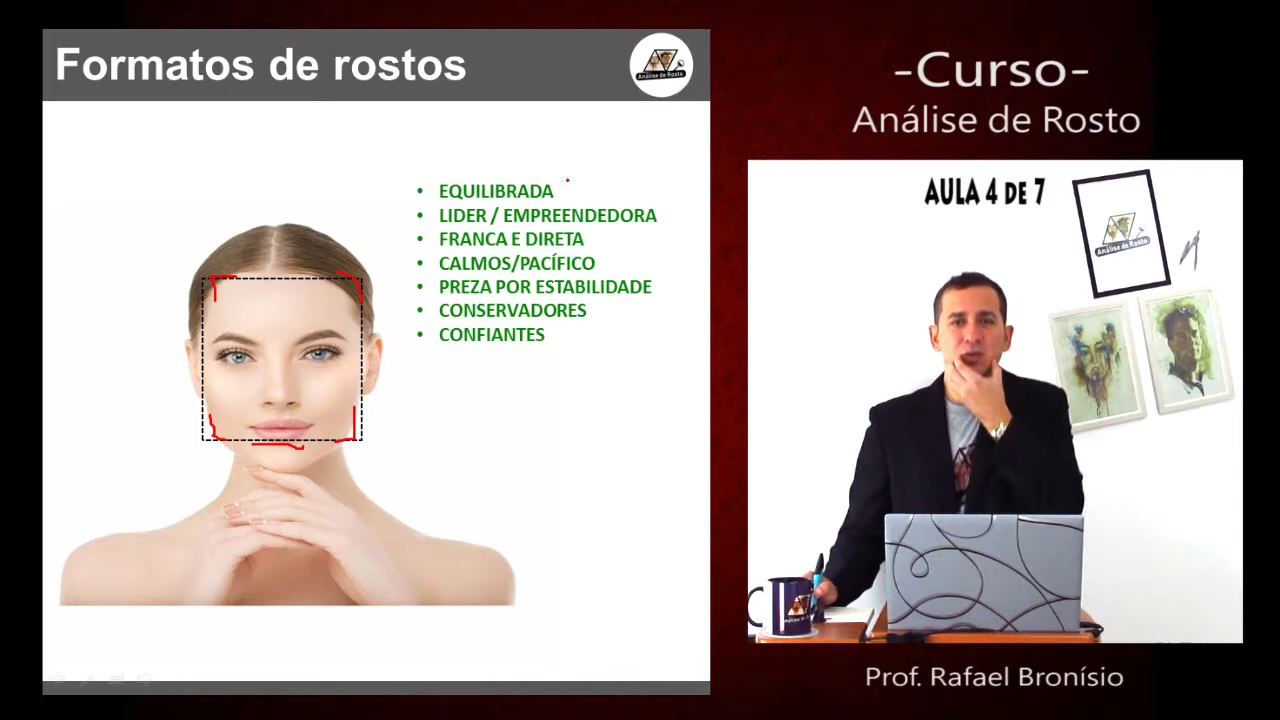 Formatos de rostos
Análise de Rosto
• EQUILIBRADA
• LIDER / EMPREENDEDORA
• FRANCA E DIRETA
• CALMOS/PACÍFICO
• PREZA POR ESTABILIDADE
• CONSERVADORES
• CONFIANTES
-Curso-
Análise de Rosto
AULA 4 DE 7
Análise de Rosto
Análise de Rosto
Prof. Rafael Bronísio